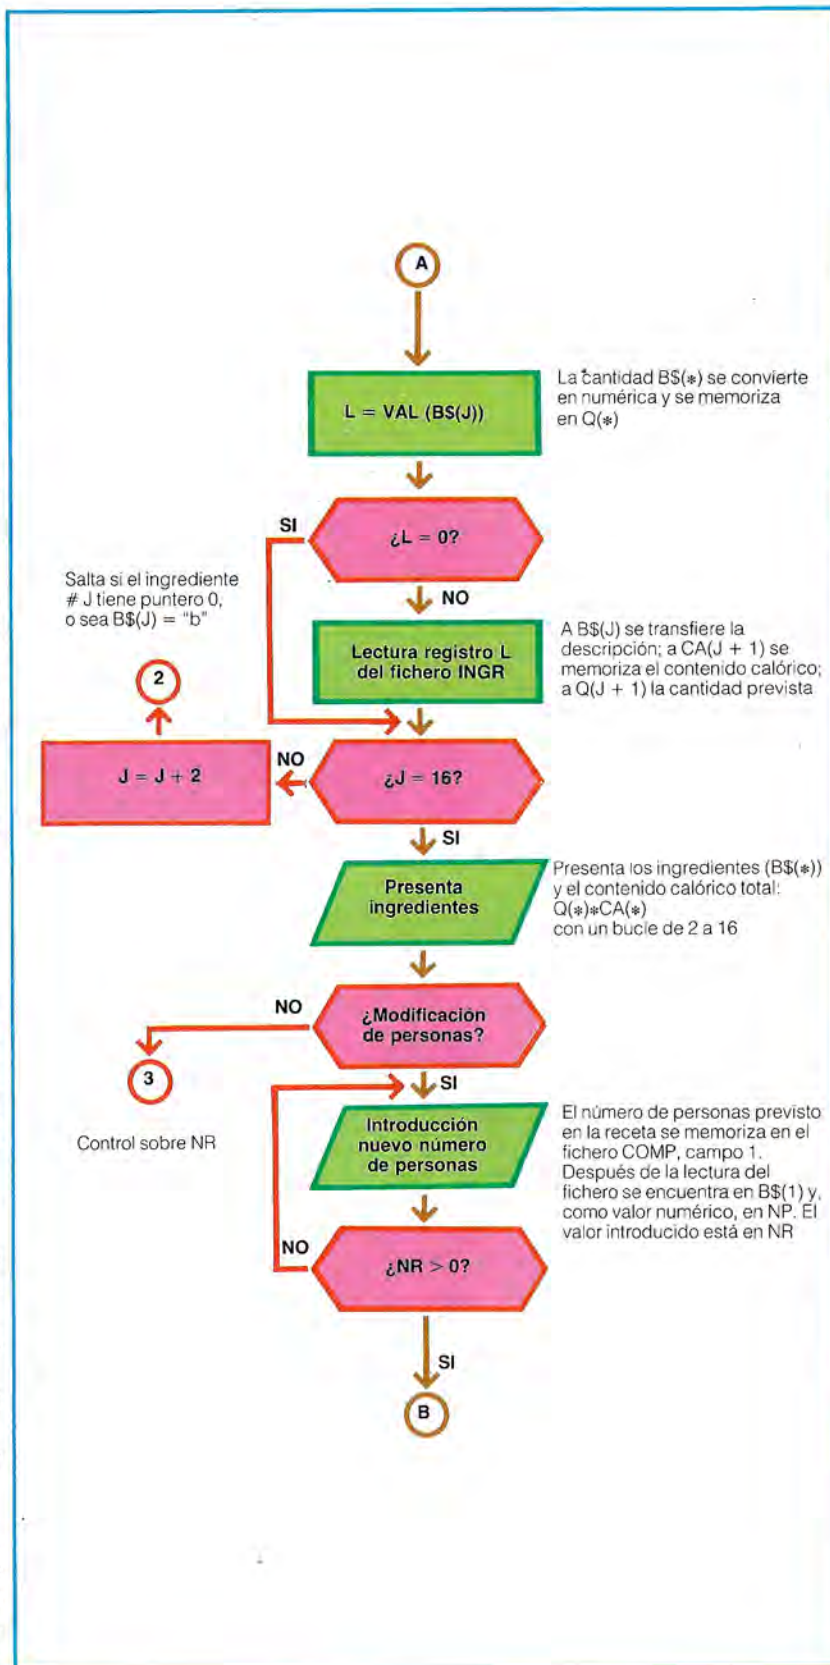 A
L = VAL (B$(J))
La cantidad B$(*) se convierte
en numérica y se memoriza
en Q(*)
SI
¿L = 0?
Salta si el ingrediente
# J tiene puntero 0,
o sea B$(J) = "b"
NO
Lectura registro L
del fichero INGR
A B$(J) se transfiere la
descripción; a CA(J + 1) se
memoriza el contenido calórico;
a Q(J + 1) la cantidad prevista
2
J = J + 2
NO
¿J = 16?
SI
Presenta
ingredientes
Presenta los ingredientes (B$(*))
y el contenido calórico total:
Q(*)*CA(*)
con un bucle de 2 a 16
NO
¿Modificación
de personas?
3
SI
Control sobre NR
Introducción
nuevo número
de personas
El número de personas previsto
en la receta se memoriza en el
fichero COMP, campo 1.
Después de la lectura del
fichero se encuentra en B$(1) y,
como valor numérico, en NP. El
valor introducido está en NR
NO
¿NR > 0?
SI
B